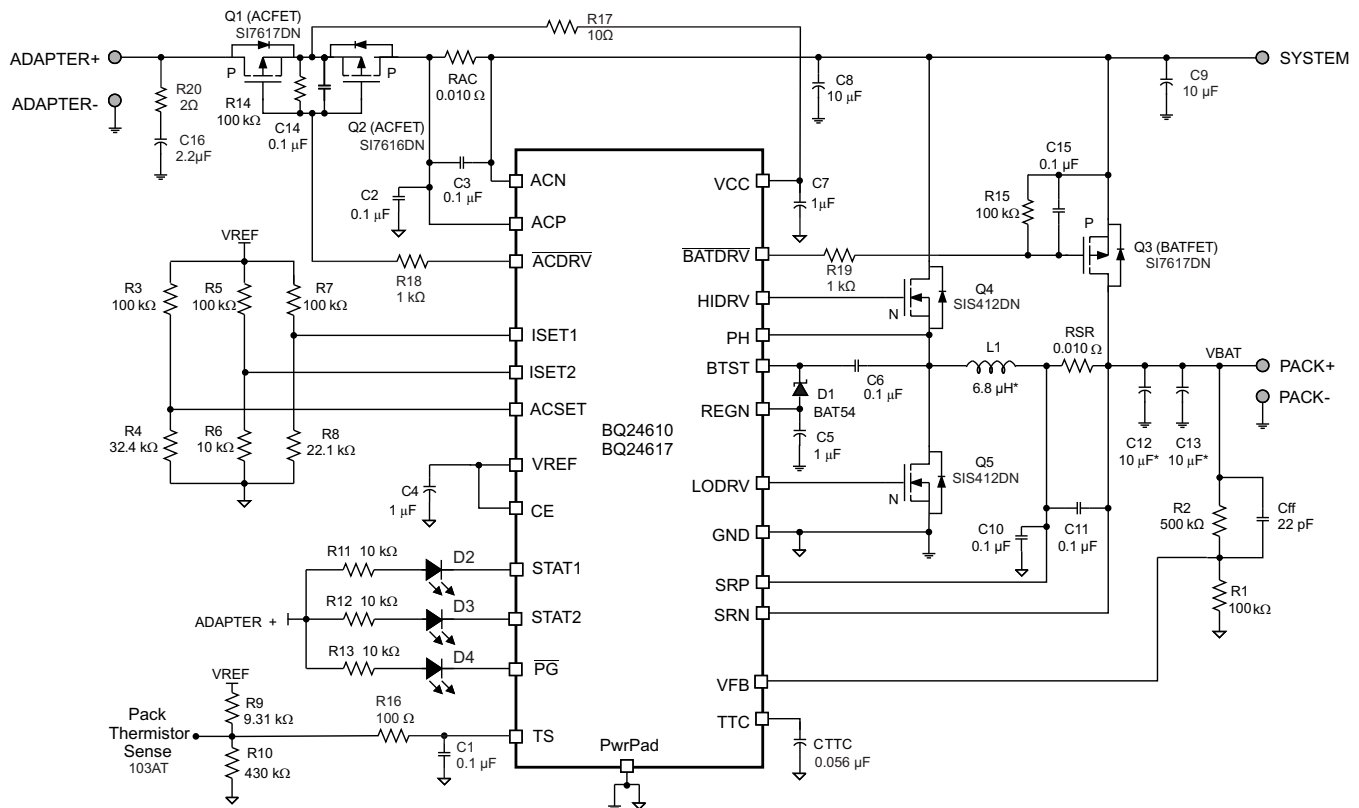 Q1 (ACFET)
SI7617DN
R17
10Ω
ADAPTER+
P
P
RAC
0.010 Ω
C8
10 µF
C9
10 µF
SYSTEM
ADAPTER-
R20
2Ω
R14
100 kΩ
C14
0.1 µF
Q2 (ACFET)
SI7616DN
C16
2.2µF
C15
0.1 µF
C2
0.1 µF
C3
0.1 µF
ACN
VCC
C7
1µF
R15
100 kΩ
P
ACP
Q3 (BATFET)
SI7617DN
VREF
ACDRV
BATDRV
R18
1 kΩ
R19
1 kΩ
R3
100 kΩ
R5
100 kΩ
R7
100 kΩ
HIDRV
N
Q4
SIS412DN
ISET1
PH
L1
6.8 µH*
RSR
0.010 Ω
VBAT
ISET2
BTST
C6
0.1 µF
PACK+
D1
BAT54
PACK-
ACSET
REGN
R4
32.4 kΩ
R6
10 kΩ
R8
22.1 kΩ
BQ24610
BQ24617
C5
1 µF
C12
10 µF*
C13
10 µF*
VREF
LODRV
N
Q5
SIS412DN
C4
1 µF
CE
GND
C10
0.1 µF
C11
0.1 µF
R2
500 kΩ
Cff
22 pF
R11 10 kΩ
D2
STAT1
SRP
R1
100 kΩ
ADAPTER +
R12 10 kΩ
D3
STAT2
SRN
R13 10 kΩ
D4
PG
VFB
VREF
R9
9.31 kΩ
R16
100 Ω
TTC
Pack
Thermistor
Sense
103AT
R10
430 kΩ
C1
0.1 µF
TS
PwrPad
CTTC
0.056 µF